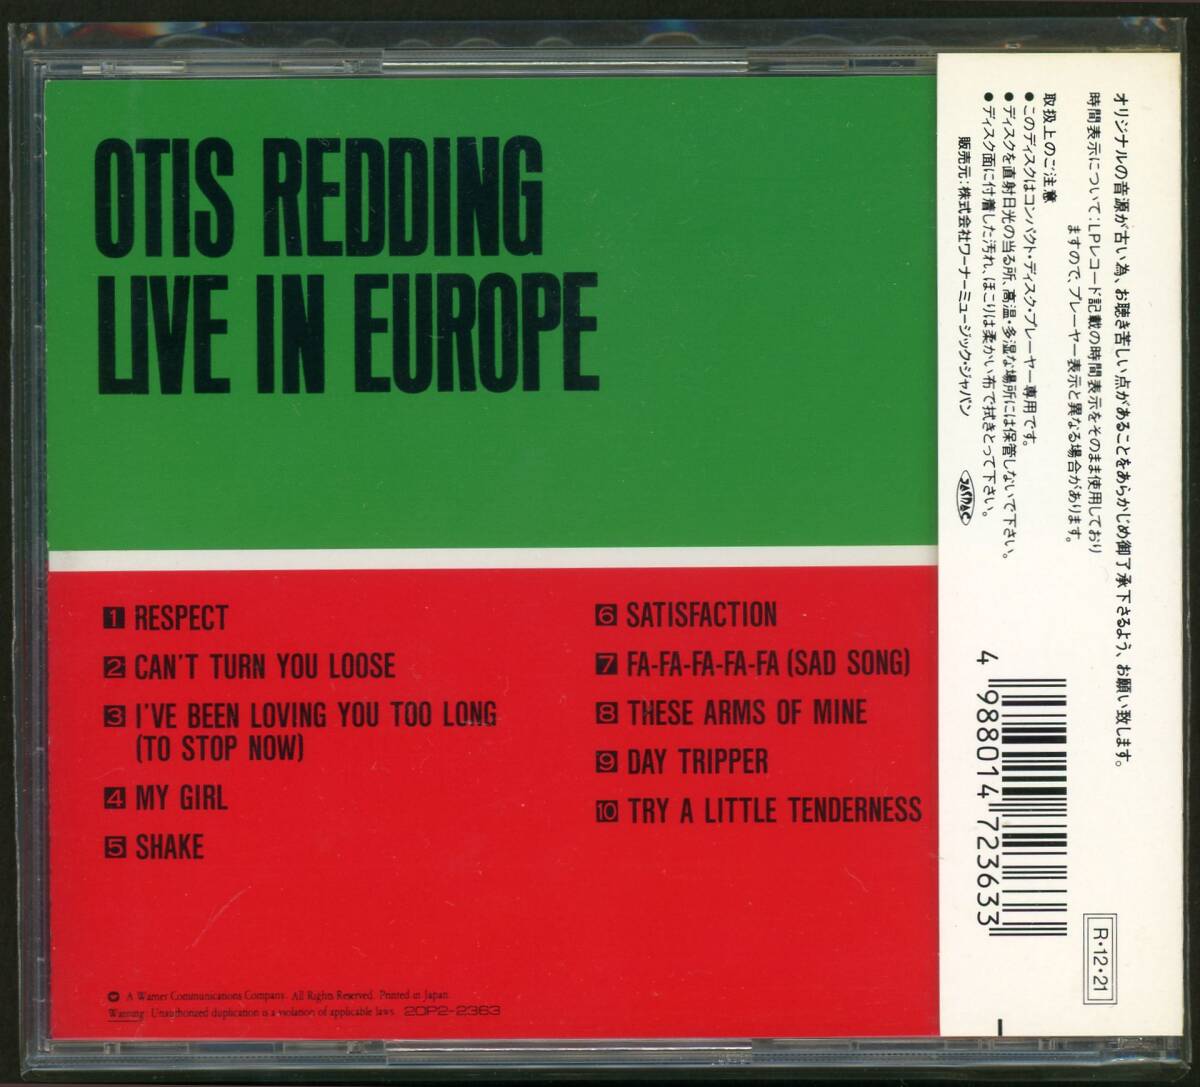 OTIS REDDING
LIVE IN EUROPE
1 RESPECT
2 CAN'T TURN YOU LOOSE
3 I'VE BEEN LOVING YOU TOO LONG
(TO STOP NOW)
4 MY GIRL
5 SHAKE
6 SATISFACTION
7 FA-FA-FA-FA-FA (SAD SONG)
8 THESE ARMS OF MINE
9 DAY TRIPPER
10 TRY A LITTLE TENDERNESS
A Warner Communications Company. All Rights Reserved. Printed in Japan.
Warning: Unauthorized duplication is a violation of applicable laws. 20P2-2363
オリジナルの音源が古い為、お聴き苦しい点があることをあらかじめ御了承下さるよう、お願い致します。
時間表示について:LPレコード記載の時間表示をそのまま使用しており
ますので、プレーヤー表示と異なる場合があります。
取扱上のご注意
●このディスクはコンパクト・ディスク・プレーヤー専用です。
●ディスクを直射日光の当る所、高温・多湿な場所には保管しないで下さい。
●ディスク面に付着した汚れ、ほこりは柔かい布で拭きとって下さい。
販売元:株式会社ワーナーミュージック・ジャパン
JASRAC
4 988014 723633
R・12・21